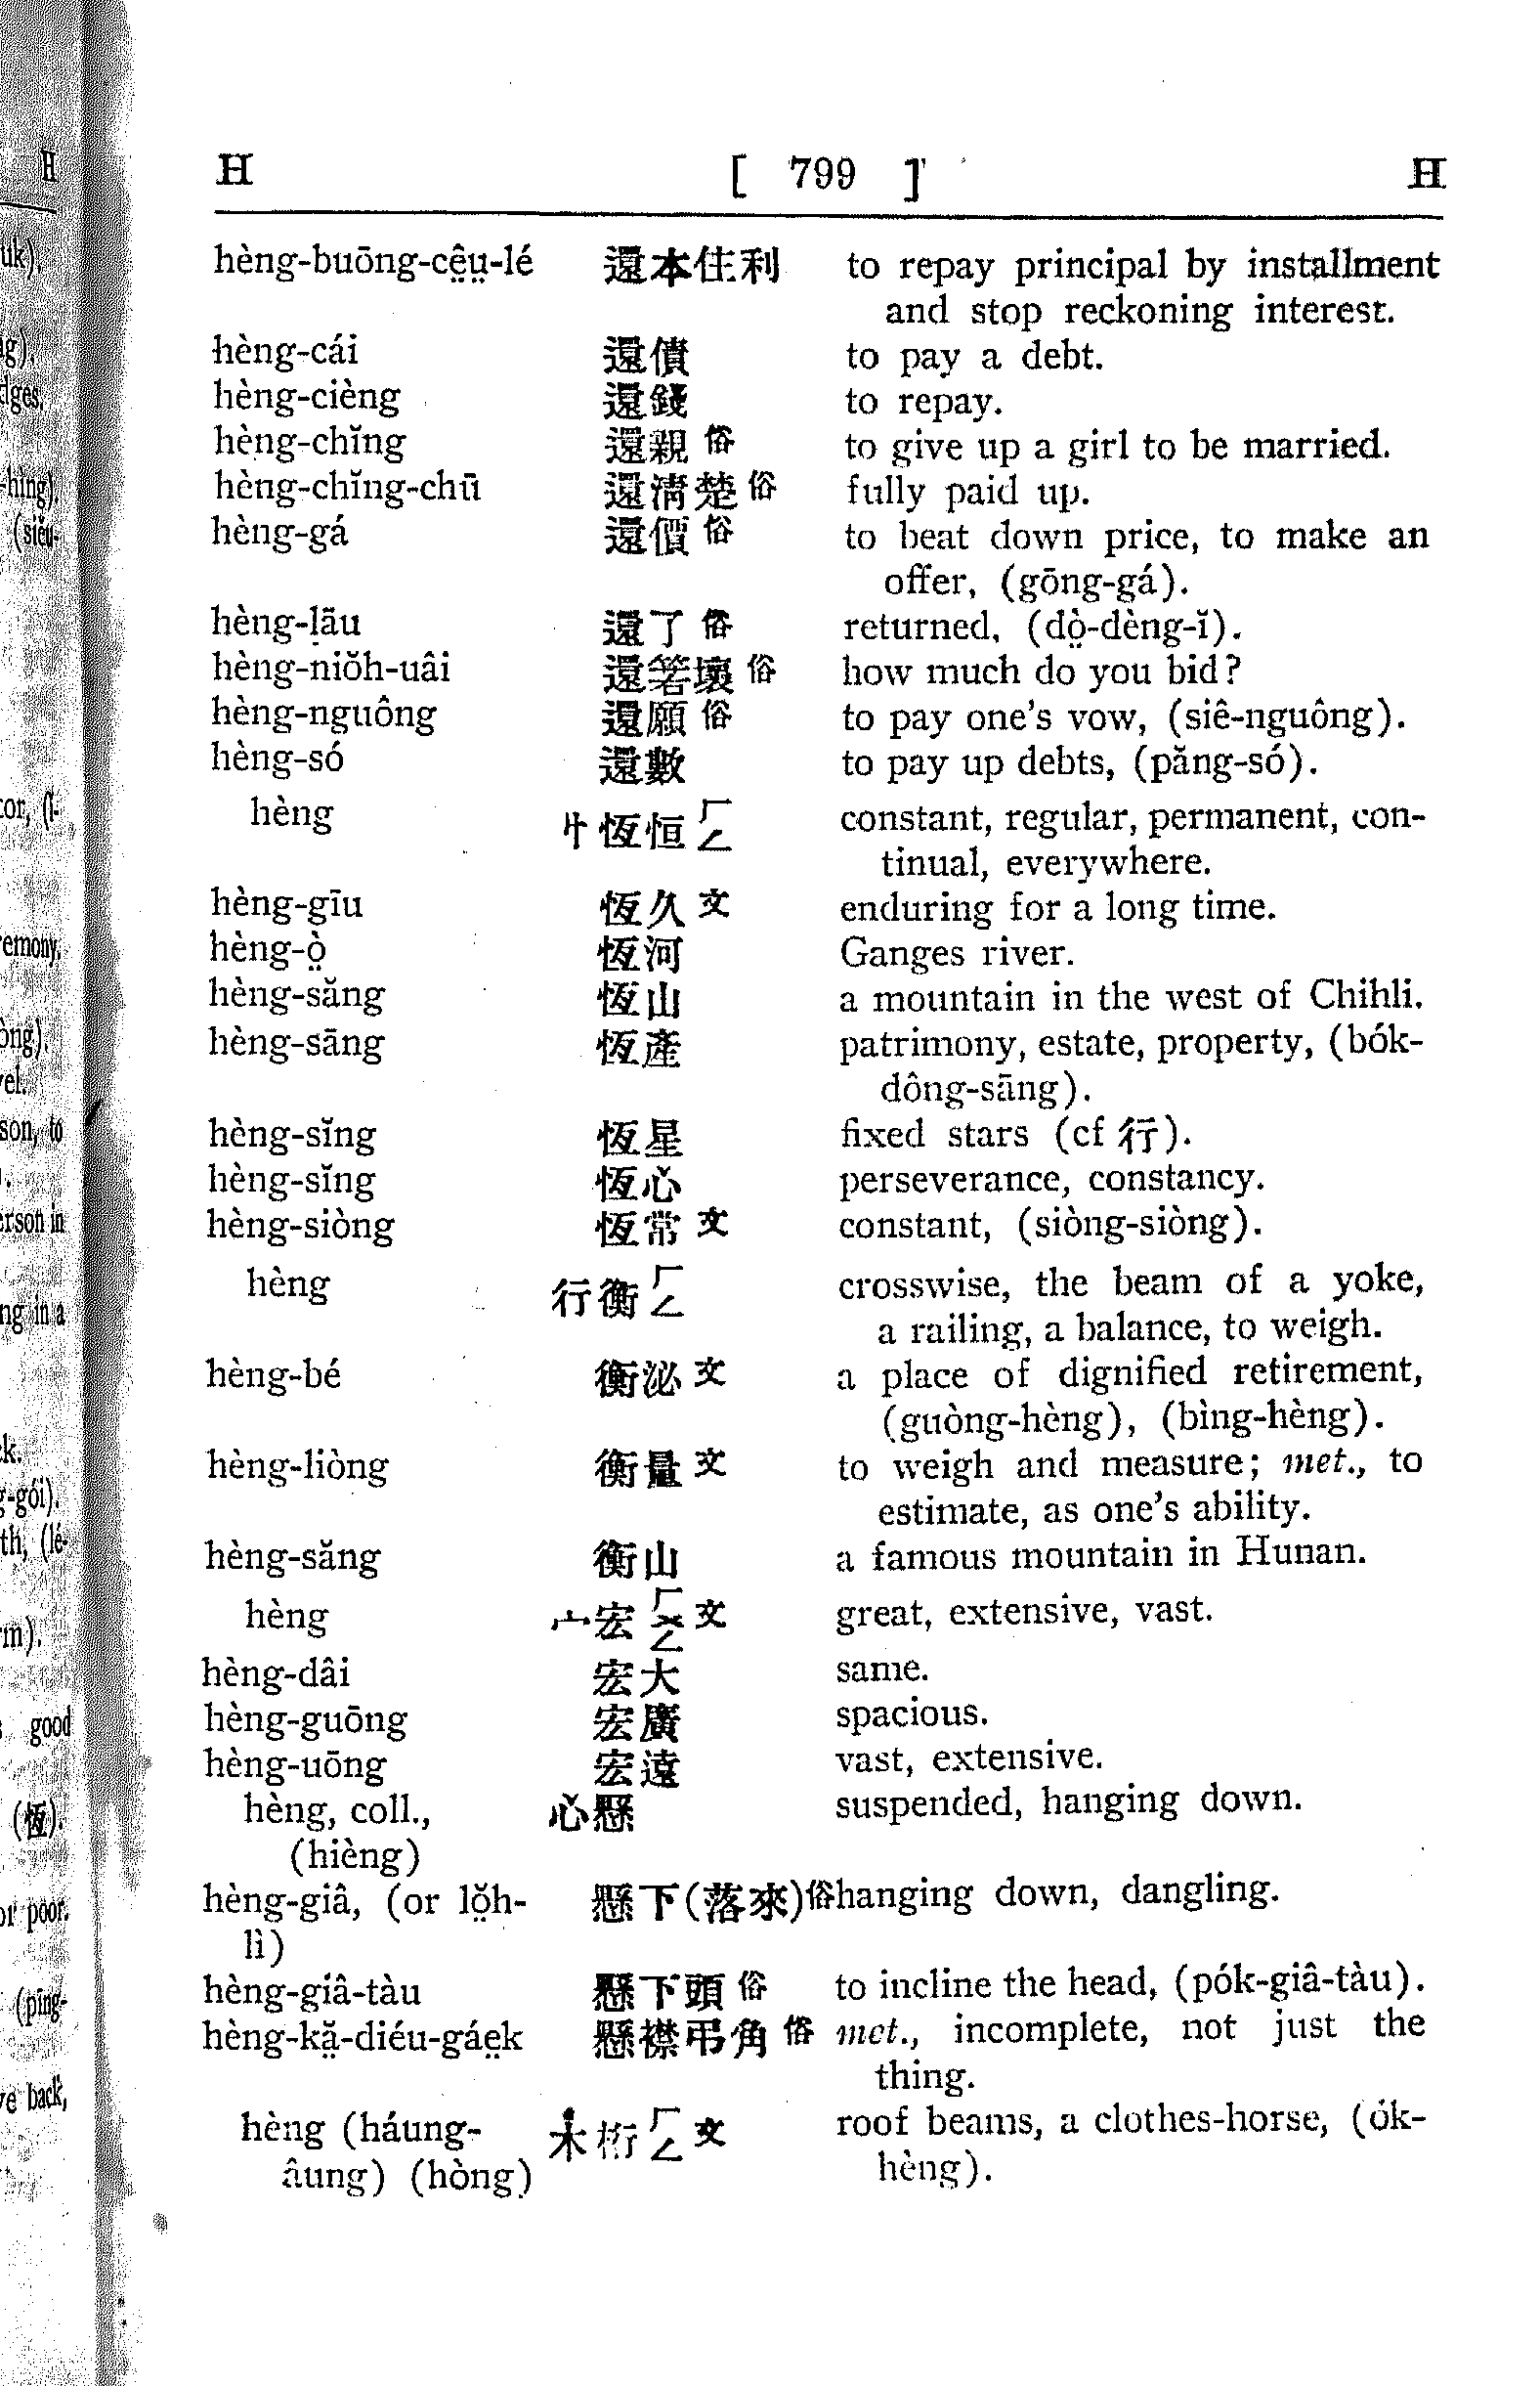 H [ 799 ] H
hèng-buōng-cê̤ṳ-lé 還本住利 to repay principal by installment
and stop reckoning interest.
hèng-cái 還債 to pay a debt.
hèng-cièng 還錢 to repay.
hèng-chĭng 還親俗 to give up a girl to be married.
hèng-chĭng-chū 還淸楚俗 fully paid up.
hèng-gá 還價俗 to beat down price, to make an
offer, (gōng-gá).
hèng-lāu 還了俗 returned, (dò̤-dèng-ĭ).
hèng-niŏh-uâi 還箬壞俗 how much do you bid?
hèng-nguông 還願俗 to pay one's vow, (siê-nguông).
hèng-só 還數 to pay up debts, (păng-só).
hèng 忄恆恒ㄏㄥ constant, regular, permanent, con-
tinual, everywhere.
hèng-gīu 恆久文 enduring for a long time.
hèng-ò̤ 恆河 Ganges river.
hèng-săng 恆山 a mountain in the west of Chihli.
hèng-sāng 恆產 patrimony, estate, property, (bók-
dông-sāng).
hèng-sĭng 恆星 fixed stars (cf 行).
hèng-sĭng 恆心 perseverance, constancy.
hèng-siòng 恆常文 constant, (siòng-siòng).
hèng 行衡ㄏㄥ crosswise, the beam of a yoke,
a railing, a balance, to weigh.
hèng-bé 衡泌文 a place of dignified retirement,
(guòng-hèng), (bìng-hèng).
hèng-liòng 衡量文 to weigh and measure; met., to
estimate, as one's ability.
hèng-săng 衡山 a famous mountain in Hunan.
hèng 宀宏ㄏㄨㄥ文 great, extensive, vast.
hèng-dâi 宏大 same.
hèng-guōng 宏廣 spacious.
hèng-uōng 宏遠 vast, extensive.
hèng, coll., 心懸 suspended, hanging down.
(hièng)
hèng-giâ, (or lŏ̤h- 懸下(落來)俗 hanging down, dangling.
lì)
hèng-giâ-tàu 懸下頭俗 to incline the head, (pók-giâ-tàu).
hèng-kă̤-diéu-gáe̤k 懸襟弔角俗 met., incomplete, not just the
thing.
hèng (háung- 木桁ㄏㄥ文 roof beams, a clothes-horse, (ók-
âung) (hòng) hèng).